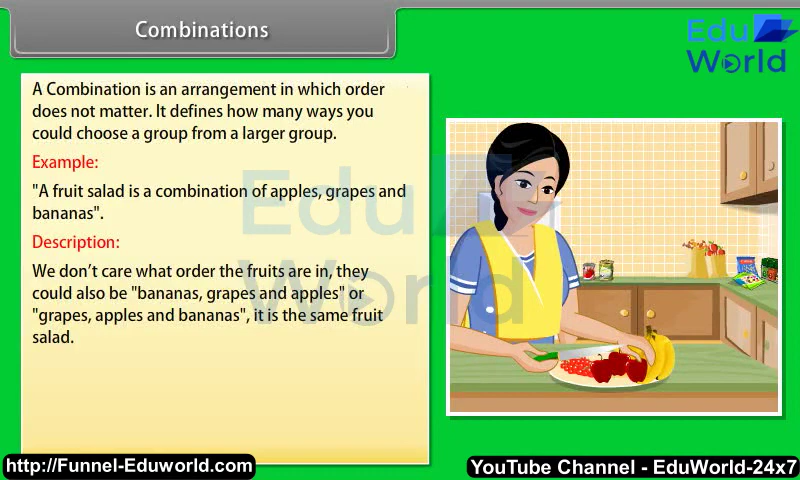 Combinations
Edu
World
A Combination is an arrangement in which order
does not matter. It defines how many ways you
could choose a group from a larger group.
Example:
"A fruit salad is a combination of apples, grapes and
bananas".
Description:
We don't care what order the fruits are in, they
could also be "bananas, grapes and apples" or
"grapes, apples and bananas", it is the same fruit
salad.
Edu
World
http://Funnel-Eduworld.com
YouTube Channel - EduWorld-24x7